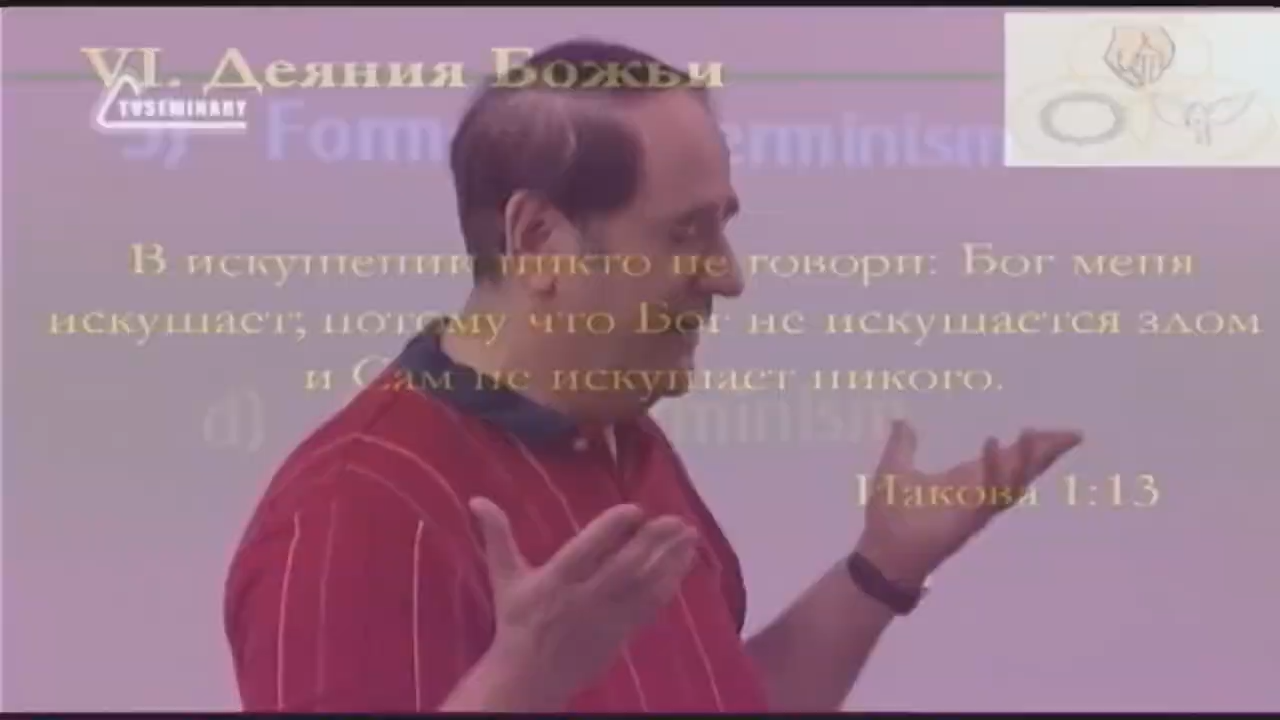 VI. Деяния Божьи
TVSEMINARY
В искушении никто не говори: Бог меня
искушает; потому что Бог не искушается злом
и Сам не искушает никого.
d)
Иакова 1:13